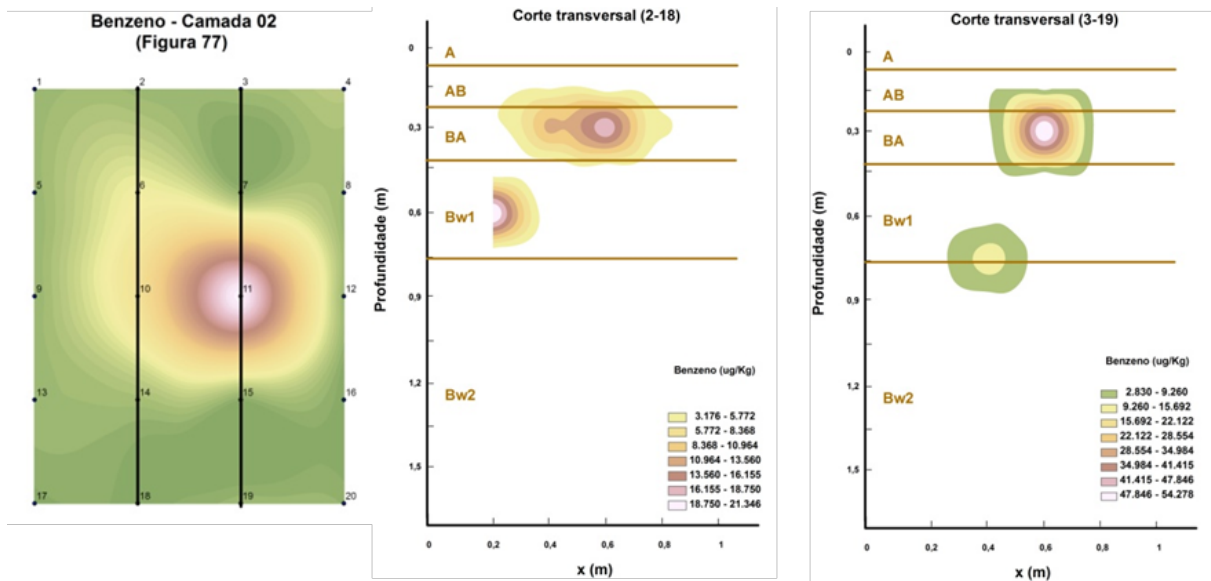 Benzeno - Camada 02
(Figura 77)
1 2 3 4
5 6 7 8
9 10 11 12
13 14 15 16
17 18 19 20
Corte transversal (2-18)
Profundidade (m)
0
0,3
0,6
0,9
1,2
1,5
A
AB
BA
Bw1
Bw2
Benzeno (ug/Kg)
3.176 - 5.772
5.772 - 8.368
8.368 - 10.964
10.964 - 13.560
13.560 - 16.155
16.155 - 18.750
18.750 - 21.346
0 0,2 0,4 0,6 0,8 1
x (m)
Corte transversal (3-19)
Profundidade (m)
0
0,3
0,6
0,9
1,2
1,5
A
AB
BA
Bw1
Bw2
Benzeno (ug/Kg)
2.830 - 9.260
9.260 - 15.692
15.692 - 22.122
22.122 - 28.554
28.554 - 34.984
34.984 - 41.415
41.415 - 47.846
47.846 - 54.278
0 0,2 0,4 0,6 0,8 1
x (m)